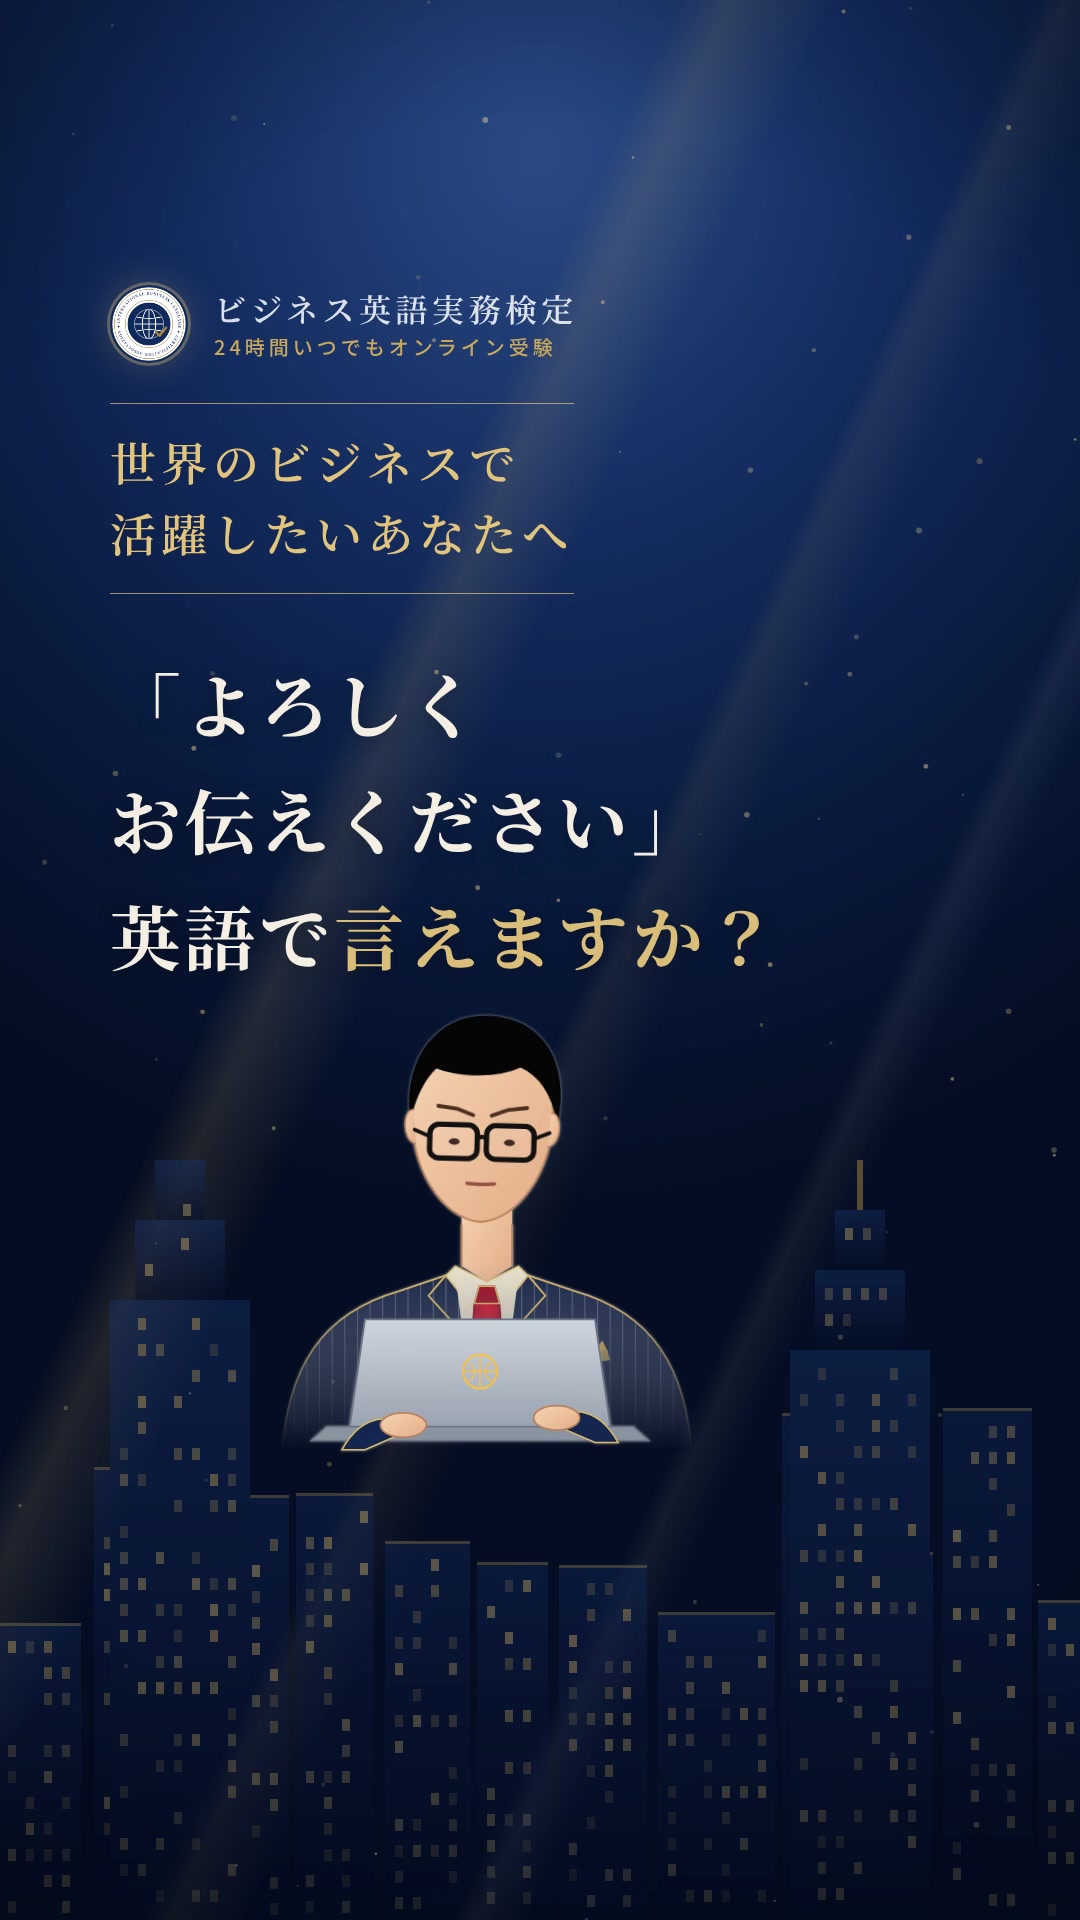 ビジネス英語実務検定
24時間いつでもオンライン受験
世界のビジネスで
活躍したいあなたへ
「よろしく
お伝えください」
英語で言えますか？